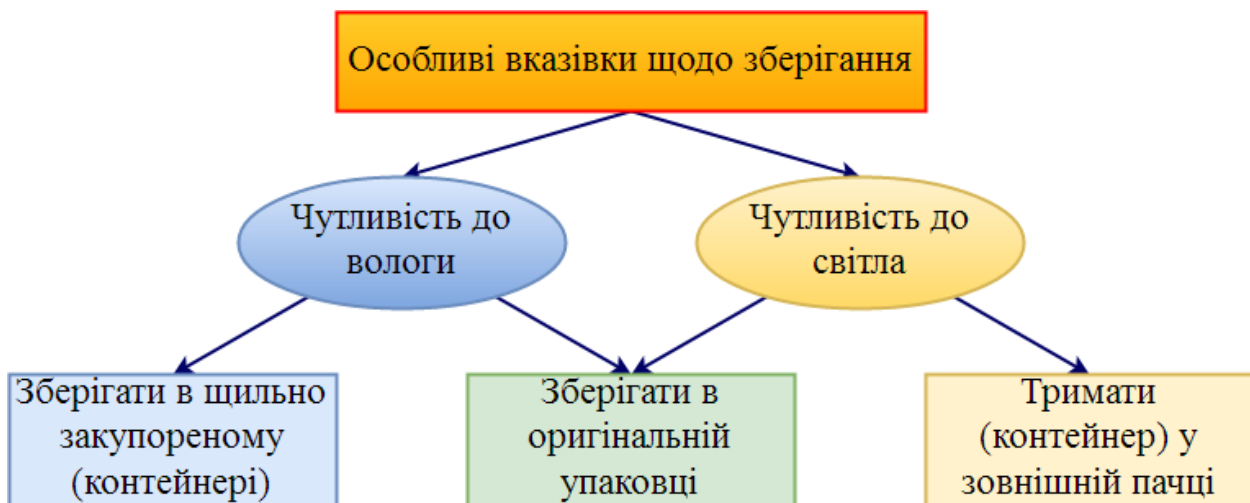 Особливі вказівки щодо зберігання
Чутливість до
вологи
Чутливість до
світла
Зберігати в щильно
закупореному
(контейнері)
Зберігати в
оригінальній
упаковці
Тримати
(контейнер) у
зовнішній пачці